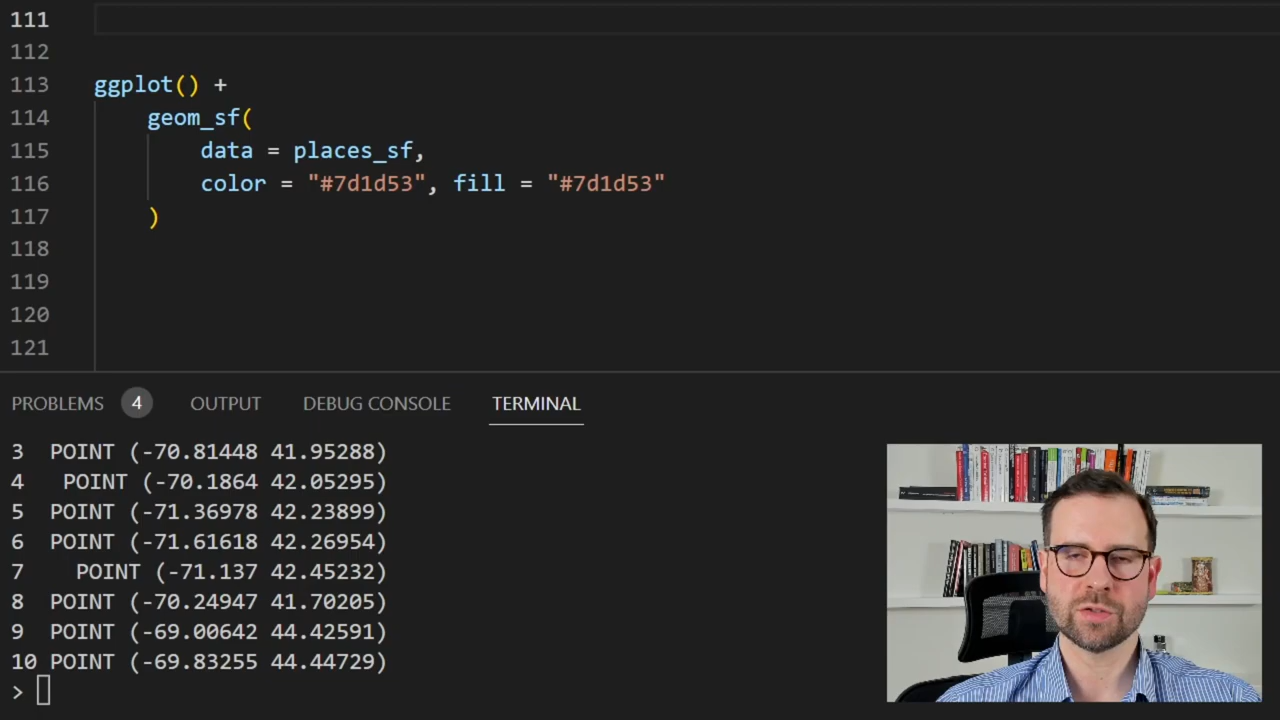 111
112
113 ggplot() +
114 geom_sf(
115 data = places_sf,
116 color = "#7d1d53", fill = "#7d1d53"
117 )
118
119
120
121
PROBLEMS 4 OUTPUT DEBUG CONSOLE TERMINAL
3 POINT (-70.81448 41.95288)
4 POINT (-70.1864 42.05295)
5 POINT (-71.36978 42.23899)
6 POINT (-71.61618 42.26954)
7 POINT (-71.137 42.45232)
8 POINT (-70.24947 41.70205)
9 POINT (-69.00642 44.42591)
10 POINT (-69.83255 44.44729)
>